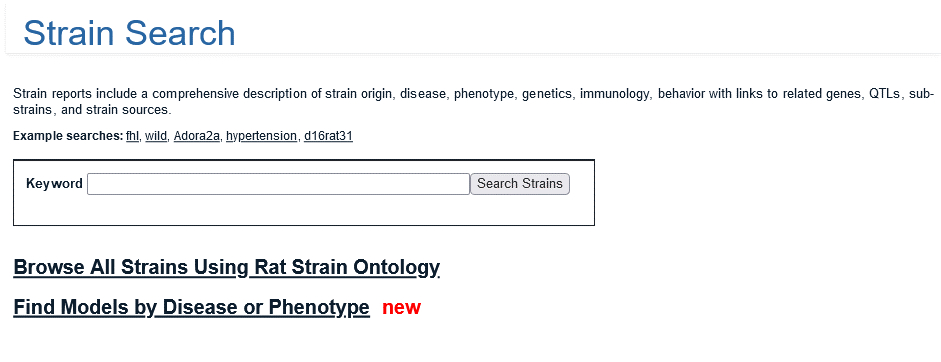 Strain Search
Strain reports include a comprehensive description of strain origin, disease, phenotype, genetics, immunology, behavior with links to related genes, QTLs, sub-
strains, and strain sources.
Example searches: fhl, wild, Adora2a, hypertension, d16rat31
Keyword Search Strains
Browse All Strains Using Rat Strain Ontology
Find Models by Disease or Phenotype new